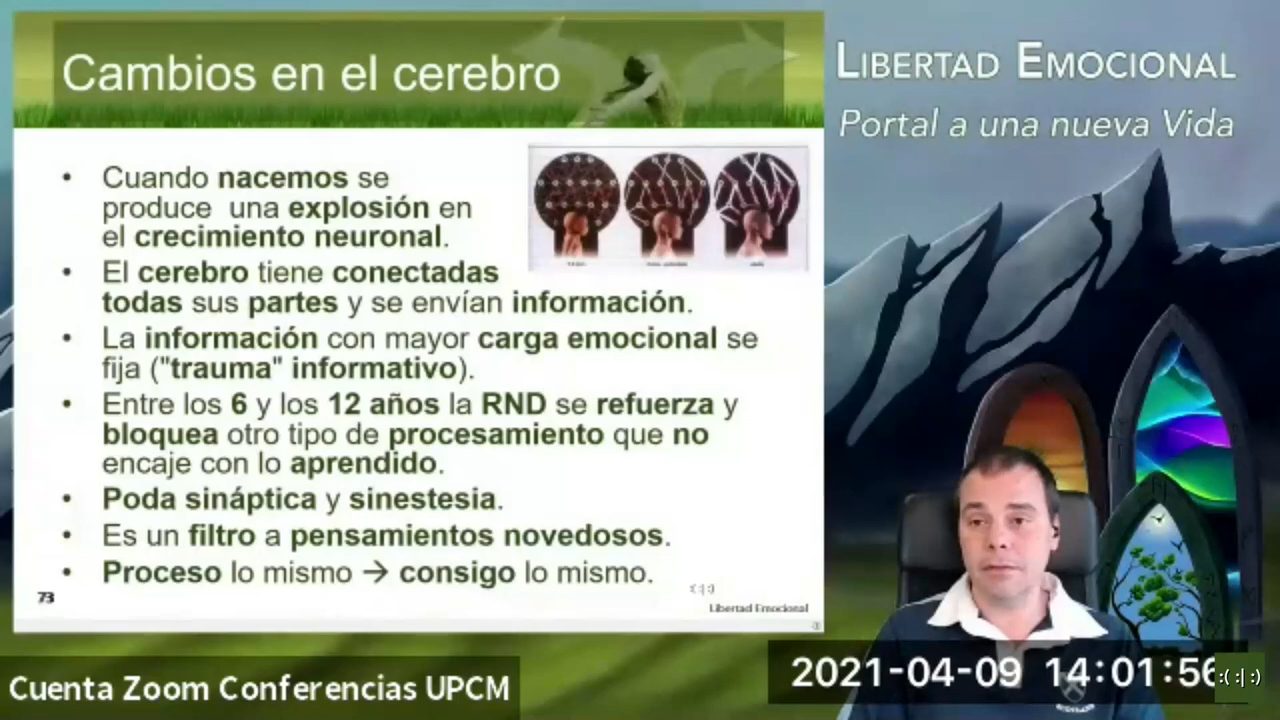 Cambios en el cerebro
LIBERTAD EMOCIONAL
Portal a una nueva Vida
• Cuando nacemos se
produce una explosión en
el crecimiento neuronal.
• El cerebro tiene conectadas
todas sus partes y se envían información.
• La información con mayor carga emocional se
fija ("trauma" informativo).
• Entre los 6 y los 12 años la RND se refuerza y
bloquea otro tipo de procesamiento que no
encaje con lo aprendido.
• Poda sináptica y sinestesia.
• Es un filtro a pensamientos novedosos.
• Proceso lo mismo → consigo lo mismo.
73
:(:|:)
Libertad Emocional
Cuenta Zoom Conferencias UPCM
2021-04-09 14:01:56
:(:|:)